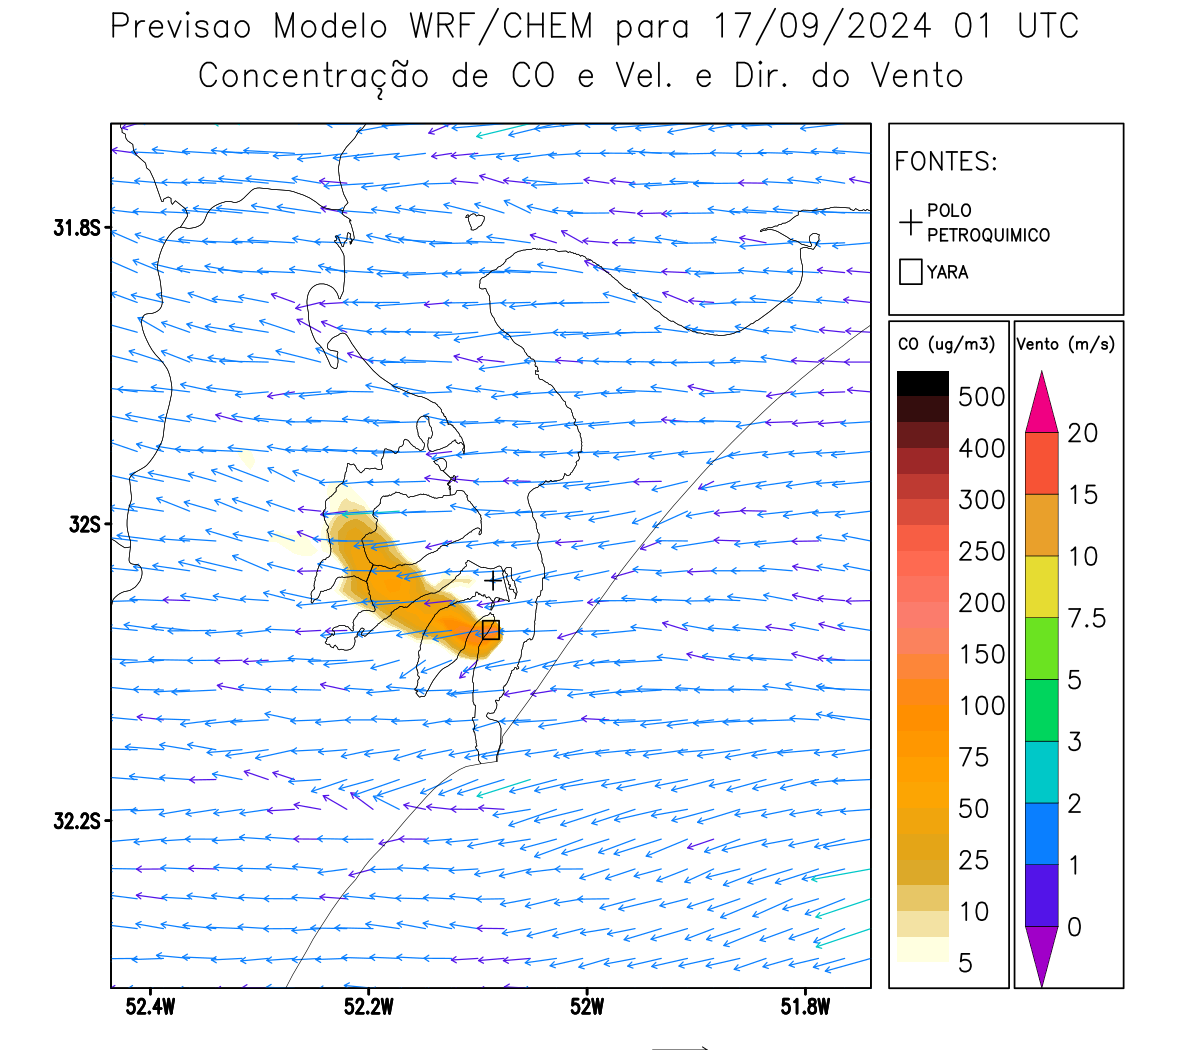 Previsao Modelo WRF/CHEM para 17/09/2024 01 UTC
Concentração de CO e Vel. e Dir. do Vento
FONTES:
POLO
PETROQUIMICO
YARA
31.8S
32S
32.2S
52.4W
52.2W
52W
51.8W
CO (ug/m3)
500
400
300
250
200
150
100
75
50
25
10
5
Vento (m/s)
20
15
10
7.5
5
3
2
1
0